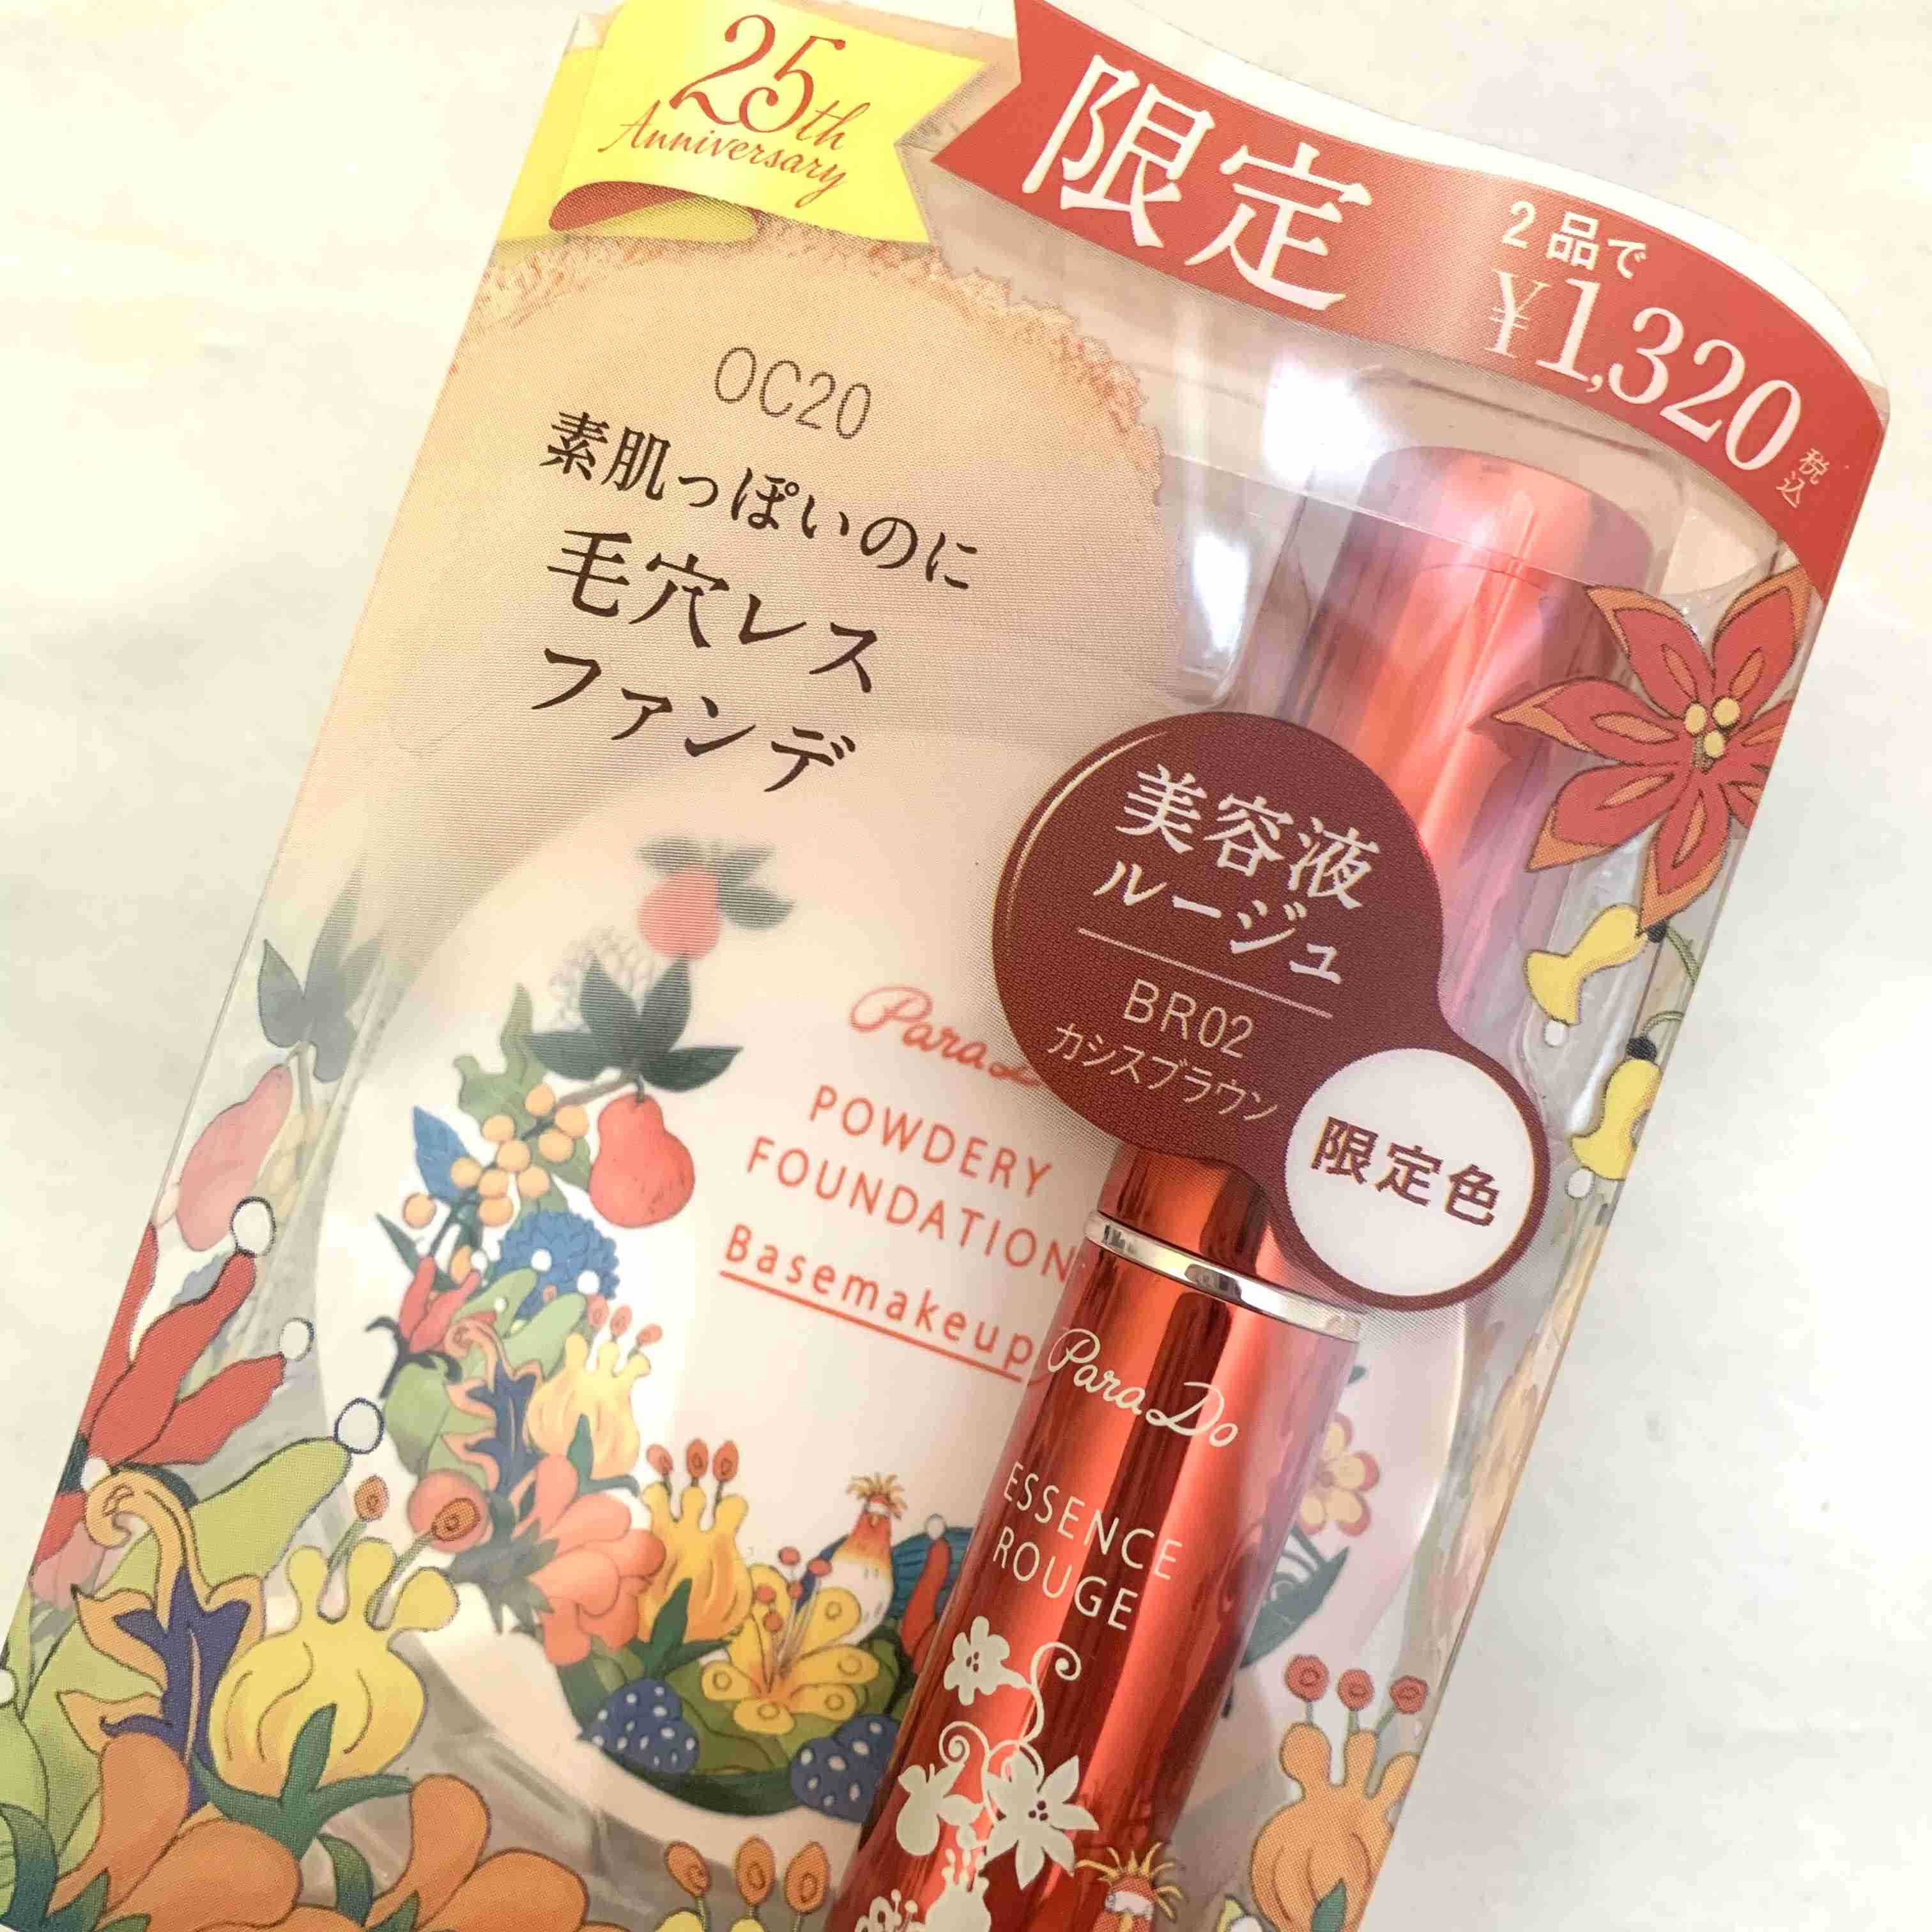 25th
Anniversary
限定
2品で
¥1,320
税込
OC20
素肌っぽいのに
毛穴レス
ファンデ
美容液
ルージュ
BR02
カシスブラウン
限定色
POWDERY
FOUNDATION
Basemakeup
ParaDo
ESSENCE
ROUGE